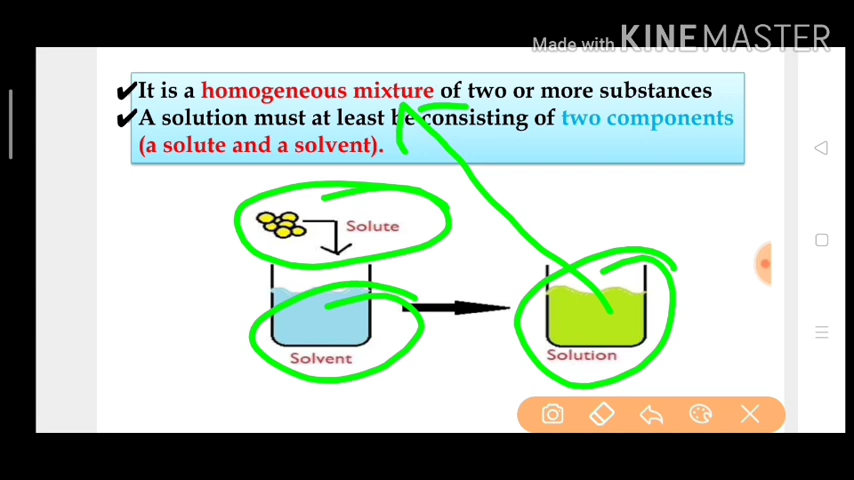 Made with KINEMASTER
✔It is a homogeneous mixture of two or more substances
✔A solution must at least be consisting of two components
(a solute and a solvent).
Solute
Solvent
Solution